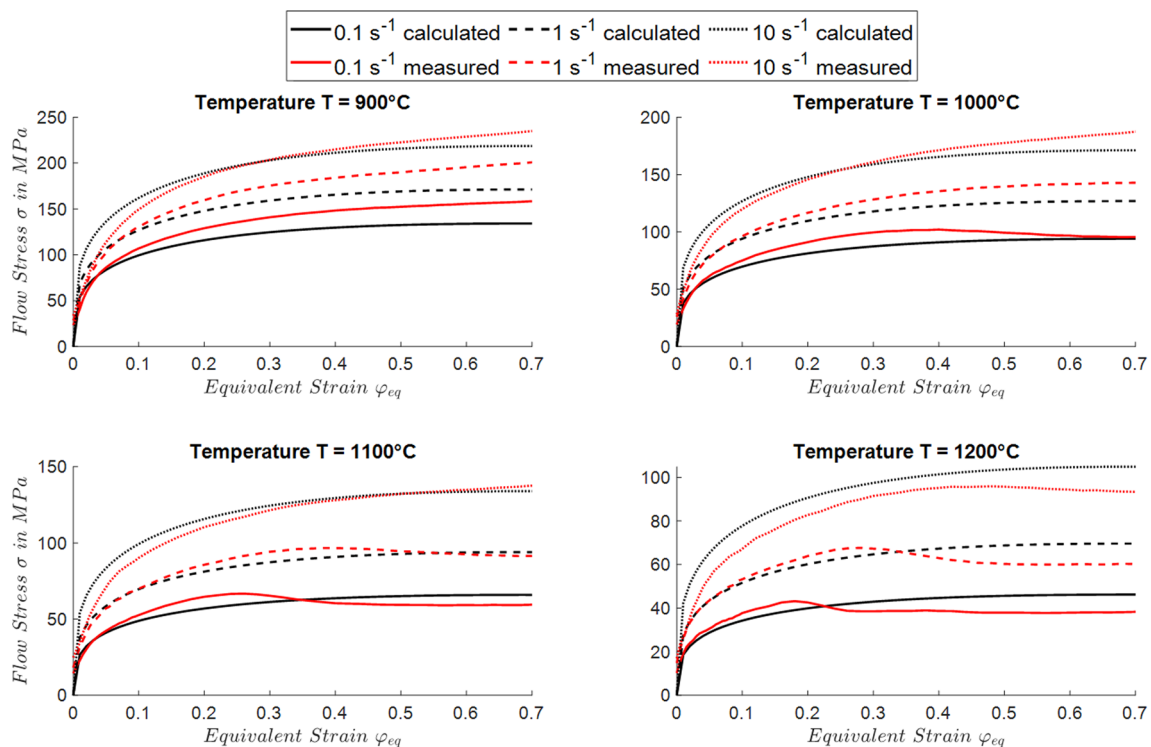 0.1 s⁻¹ calculated 1 s⁻¹ calculated 10 s⁻¹ calculated
0.1 s⁻¹ measured 1 s⁻¹ measured 10 s⁻¹ measured
Temperature T = 900°C
Flow Stress σ in MPa
250
200
150
100
50
0
0 0.1 0.2 0.3 0.4 0.5 0.6 0.7
Equivalent Strain φeq
Temperature T = 1000°C
200
150
100
50
0
0 0.1 0.2 0.3 0.4 0.5 0.6 0.7
Equivalent Strain φeq
Temperature T = 1100°C
Flow Stress σ in MPa
150
100
50
0
0 0.1 0.2 0.3 0.4 0.5 0.6 0.7
Equivalent Strain φeq
Temperature T = 1200°C
100
80
60
40
20
0
0 0.1 0.2 0.3 0.4 0.5 0.6 0.7
Equivalent Strain φeq